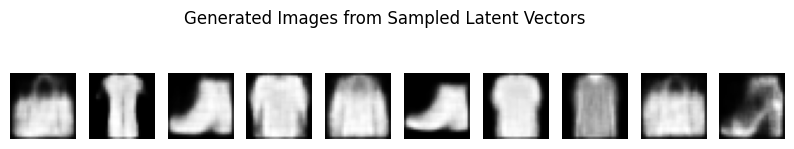 Generated Images from Sampled Latent Vectors